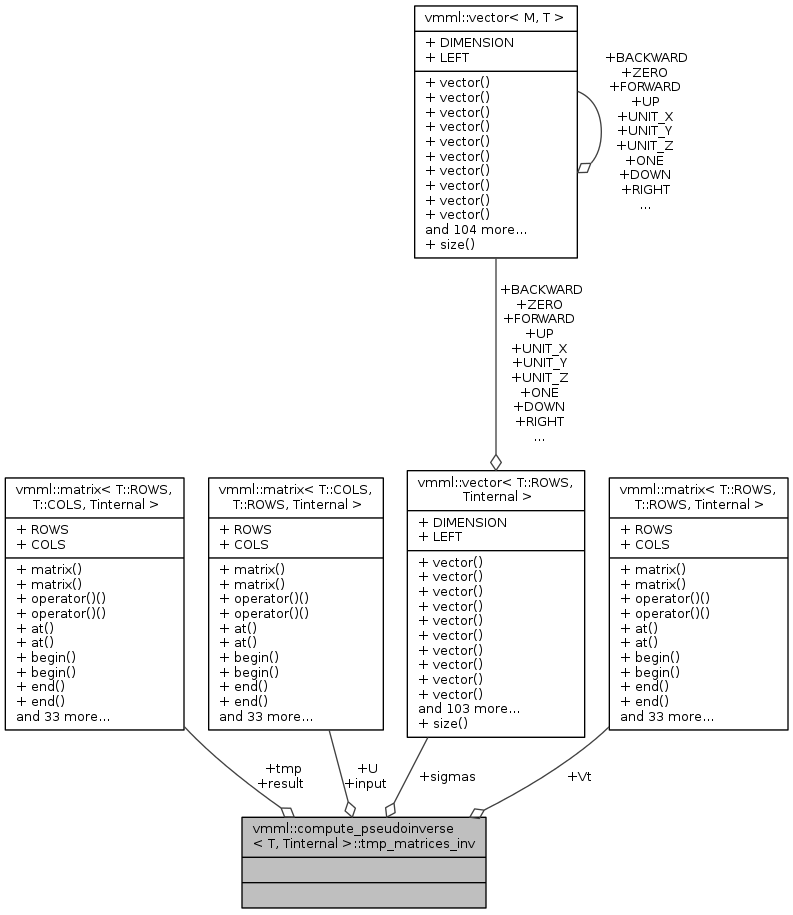 vmml::vector< M, T >
+ DIMENSION
+ LEFT
+ vector()
+ vector()
+ vector()
+ vector()
+ vector()
+ vector()
+ vector()
+ vector()
+ vector()
+ vector()
and 104 more...
+ size()
+BACKWARD
+ZERO
+FORWARD
+UP
+UNIT_X
+UNIT_Y
+UNIT_Z
+ONE
+DOWN
+RIGHT
...
+BACKWARD
+ZERO
+FORWARD
+UP
+UNIT_X
+UNIT_Y
+UNIT_Z
+ONE
+DOWN
+RIGHT
...
vmml::matrix< T::ROWS,
T::COLS, Tinternal >
+ ROWS
+ COLS
+ matrix()
+ matrix()
+ operator()()
+ operator()()
+ at()
+ at()
+ begin()
+ begin()
+ end()
+ end()
and 33 more...
vmml::matrix< T::COLS,
T::ROWS, Tinternal >
+ ROWS
+ COLS
+ matrix()
+ matrix()
+ operator()()
+ operator()()
+ at()
+ at()
+ begin()
+ begin()
+ end()
+ end()
and 33 more...
vmml::vector< T::ROWS,
Tinternal >
+ DIMENSION
+ LEFT
+ vector()
+ vector()
+ vector()
+ vector()
+ vector()
+ vector()
+ vector()
+ vector()
+ vector()
+ vector()
and 103 more...
+ size()
vmml::matrix< T::ROWS,
T::ROWS, Tinternal >
+ ROWS
+ COLS
+ matrix()
+ matrix()
+ operator()()
+ operator()()
+ at()
+ at()
+ begin()
+ begin()
+ end()
+ end()
and 33 more...
+tmp
+result
+U
+input
+sigmas
+Vt
vmml::compute_pseudoinverse
< T, Tinternal >::tmp_matrices_inv